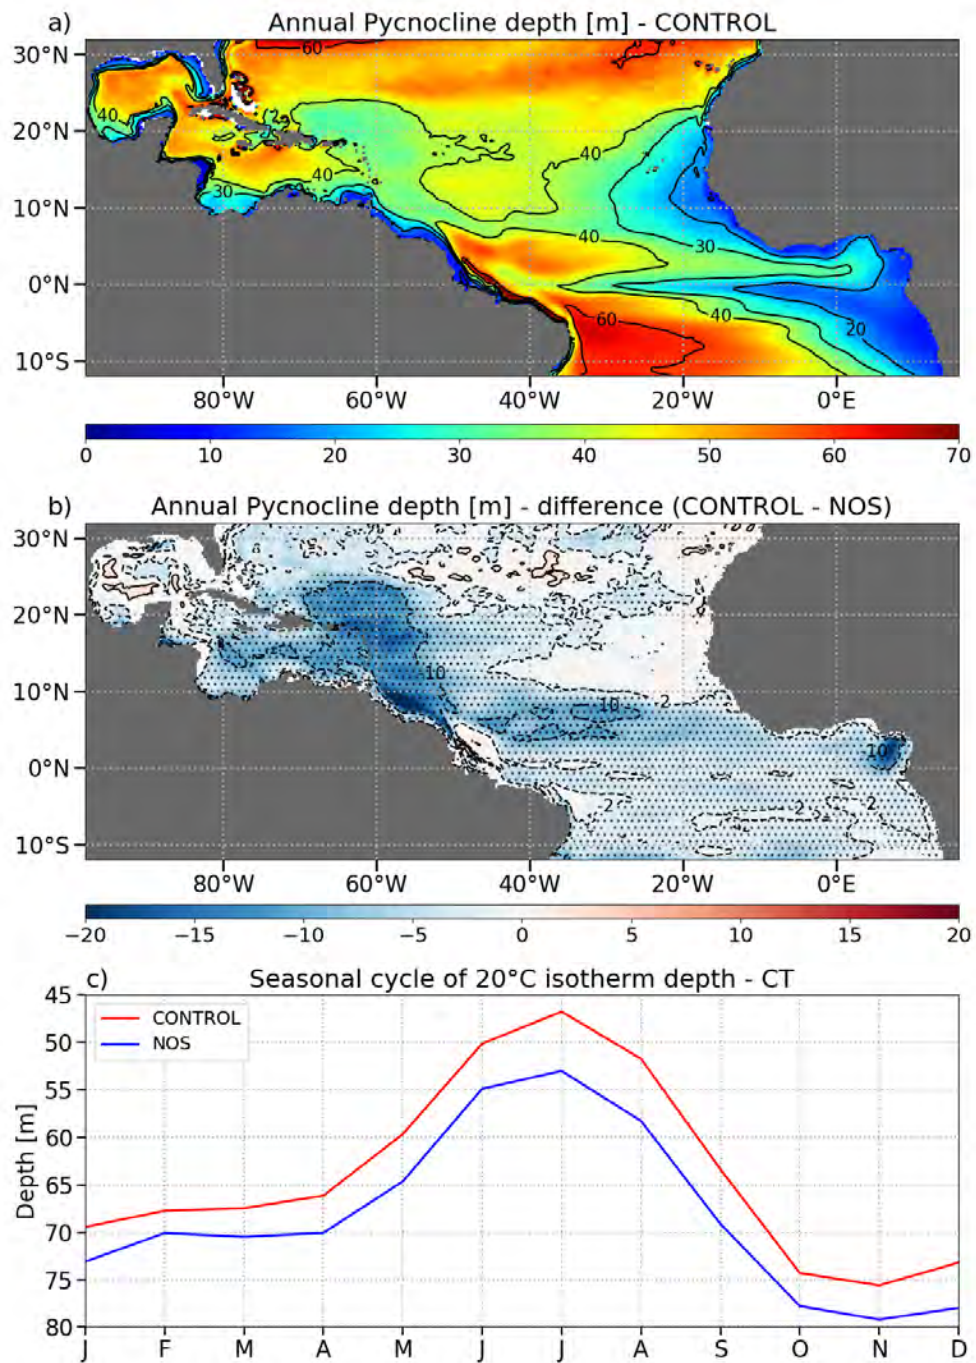 a) Annual Pycnocline depth [m] - CONTROL
30°N
20°N
10°N
0°N
10°S
60
40
20
40
30
40
10
40
30
60
40
20
80°W 60°W 40°W 20°W 0°E
0 10 20 30 40 50 60 70
b) Annual Pycnocline depth [m] - difference (CONTROL - NOS)
30°N
20°N
10°N
0°N
10°S
-10
-2
-10
-10
-2
-2
-2
80°W 60°W 40°W 20°W 0°E
−20 −15 −10 −5 0 5 10 15 20
c) Seasonal cycle of 20°C isotherm depth - CT
CONTROL
NOS
Depth [m]
45
50
55
60
65
70
75
80
J F M A M J J A S O N D